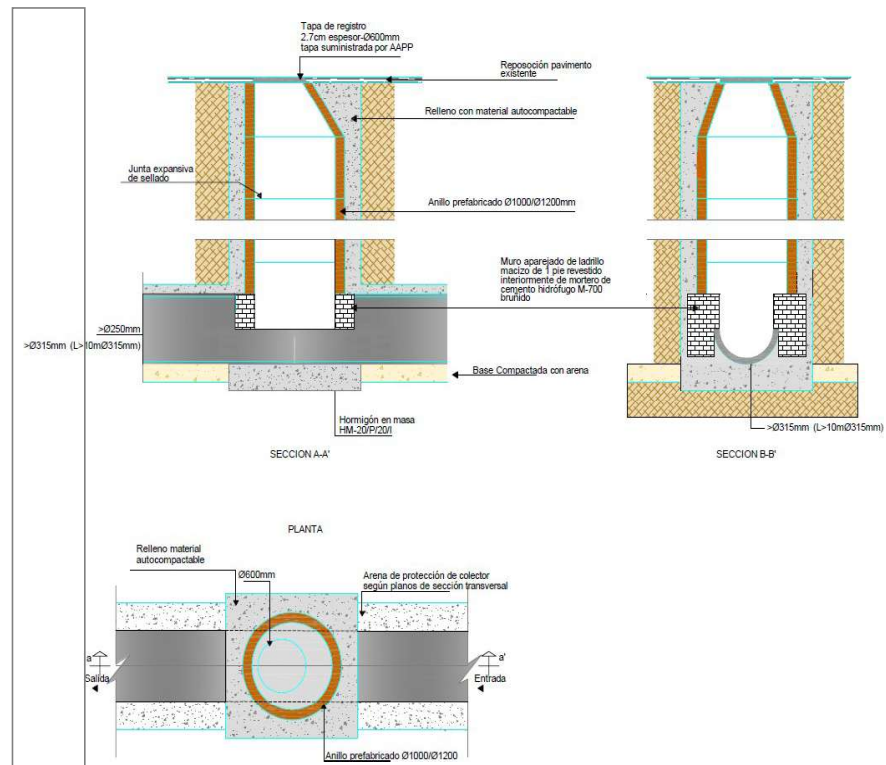 Tapa de registro
2.7cm espesor-Ø600mm
tapa suministrada por AAPP
Reposoción pavimento
existente
Relleno con material autocompactable
Junta expansiva
de sellado
Anillo prefabricado Ø1000/Ø1200mm
Muro aparejado de ladrillo
macizo de 1 pie revestido
interiormente de mortero de
cemento hidrófugo M-700
bruñido
>Ø250mm
>Ø315mm (L>10mØ315mm)
Base Compactada con arena
Hormigón en masa
HM-20/P/20/I
>Ø315mm (L>10mØ315mm)
SECCION A-A'
SECCION B-B'
PLANTA
Relleno material
autocompactable
Ø600mm
Arena de protección de colector
según planos de sección transversal
a
a'
Salida
Entrada
Anillo prefabricado Ø1000/Ø1200